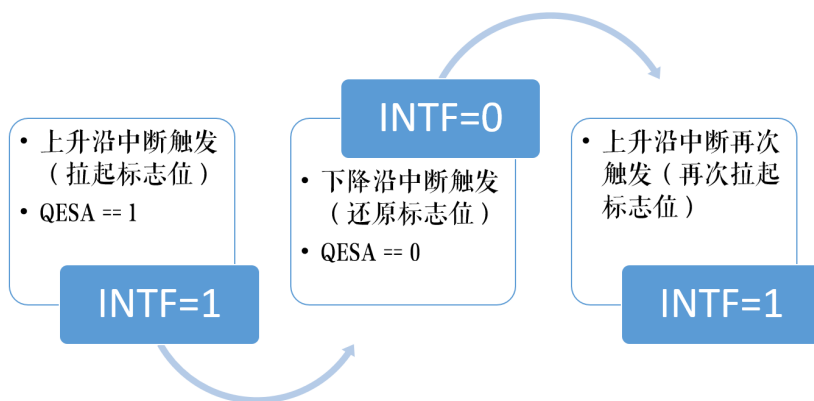 • 上升沿中断触发
（拉起标志位）
• QESA == 1
INTF=1
INTF=0
• 下降沿中断触发
（还原标志位）
• QESA == 0
• 上升沿中断再次
触发（再次拉起
标志位）
INTF=1